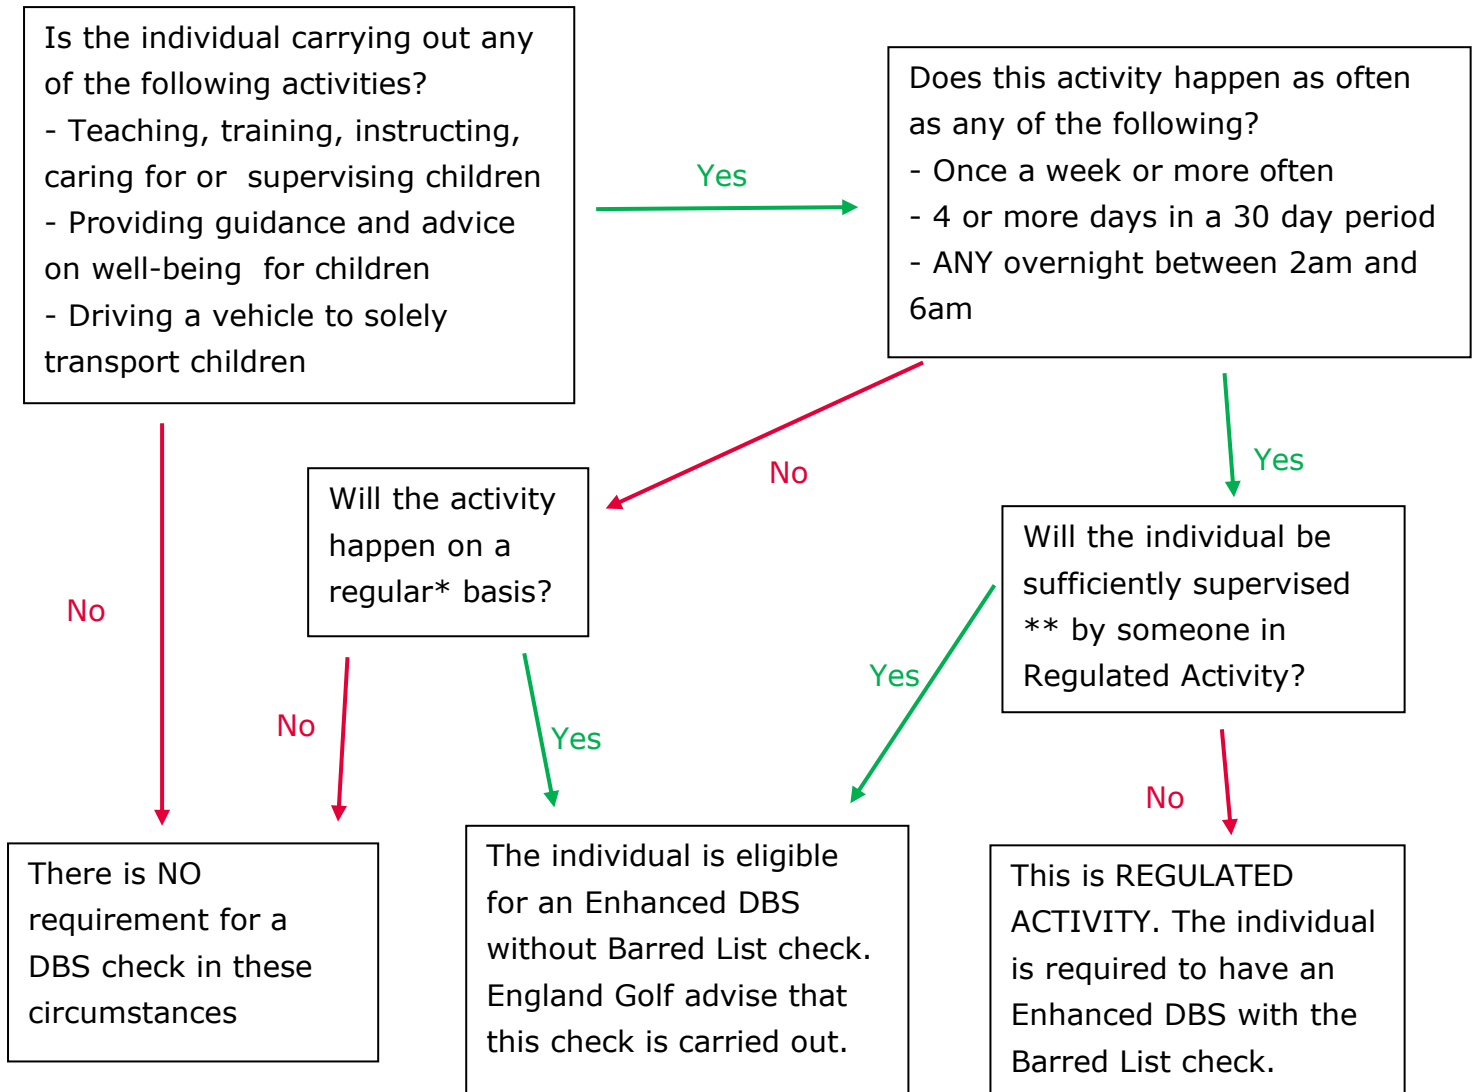 Is the individual carrying out any
of the following activities?
- Teaching, training, instructing,
caring for or supervising children
- Providing guidance and advice
on well-being for children
- Driving a vehicle to solely
transport children
Yes
Does this activity happen as often
as any of the following?
- Once a week or more often
- 4 or more days in a 30 day period
- ANY overnight between 2am and
6am
No
No
Yes
Will the activity
happen on a
regular* basis?
Will the individual be
sufficiently supervised
** by someone in
Regulated Activity?
No
Yes
Yes
No
There is NO
requirement for a
DBS check in these
circumstances
The individual is eligible
for an Enhanced DBS
without Barred List check.
England Golf advise that
this check is carried out.
This is REGULATED
ACTIVITY. The individual
is required to have an
Enhanced DBS with the
Barred List check.